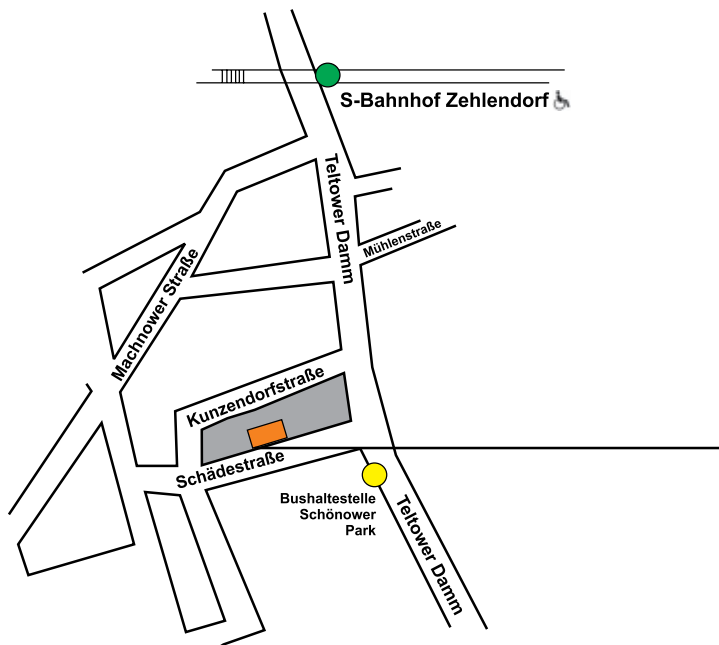 S-Bahnhof Zehlendorf
Teltower Damm
Mühlenstraße
Machnower Straße
Kunzendorfstraße
Schädestraße
Bushaltestelle
Schönower
Park
Teltower Damm